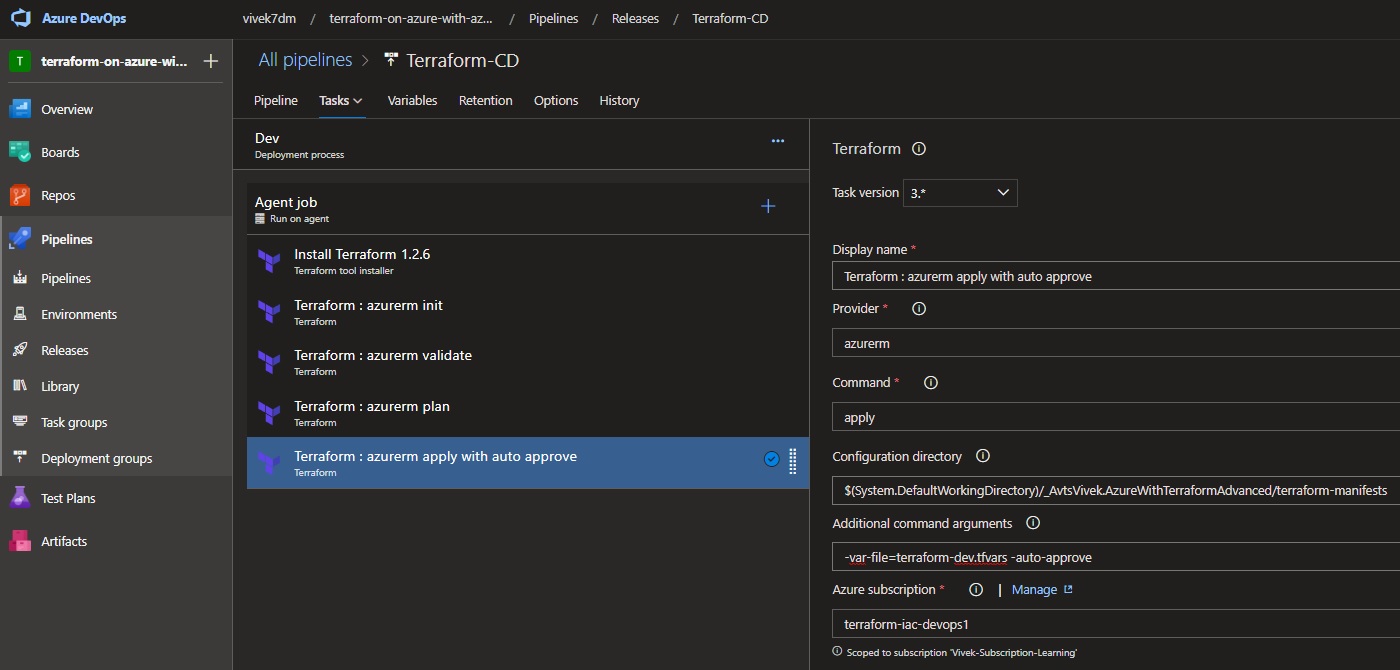 Azure DevOps
vivek7dm / terraform-on-azure-with-az... / Pipelines / Releases / Terraform-CD
T terraform-on-azure-wi... +
Overview
Boards
Repos
Pipelines
Pipelines
Environments
Releases
Library
Task groups
Deployment groups
Test Plans
Artifacts
All pipelines > Terraform-CD
Pipeline Tasks Variables Retention Options History
Dev
Deployment process
Agent job
Run on agent
Install Terraform 1.2.6
Terraform tool installer
Terraform : azurerm init
Terraform
Terraform : azurerm validate
Terraform
Terraform : azurerm plan
Terraform
Terraform : azurerm apply with auto approve
Terraform
Terraform
Task version 3.*
Display name *
Terraform : azurerm apply with auto approve
Provider *
azurerm
Command *
apply
Configuration directory
$(System.DefaultWorkingDirectory)/_AvtsVivek.AzureWithTerraformAdvanced/terraform-manifests
Additional command arguments
-var-file=terraform-dev.tfvars -auto-approve
Azure subscription * | Manage
terraform-iac-devops1
Scoped to subscription 'Vivek-Subscription-Learning'